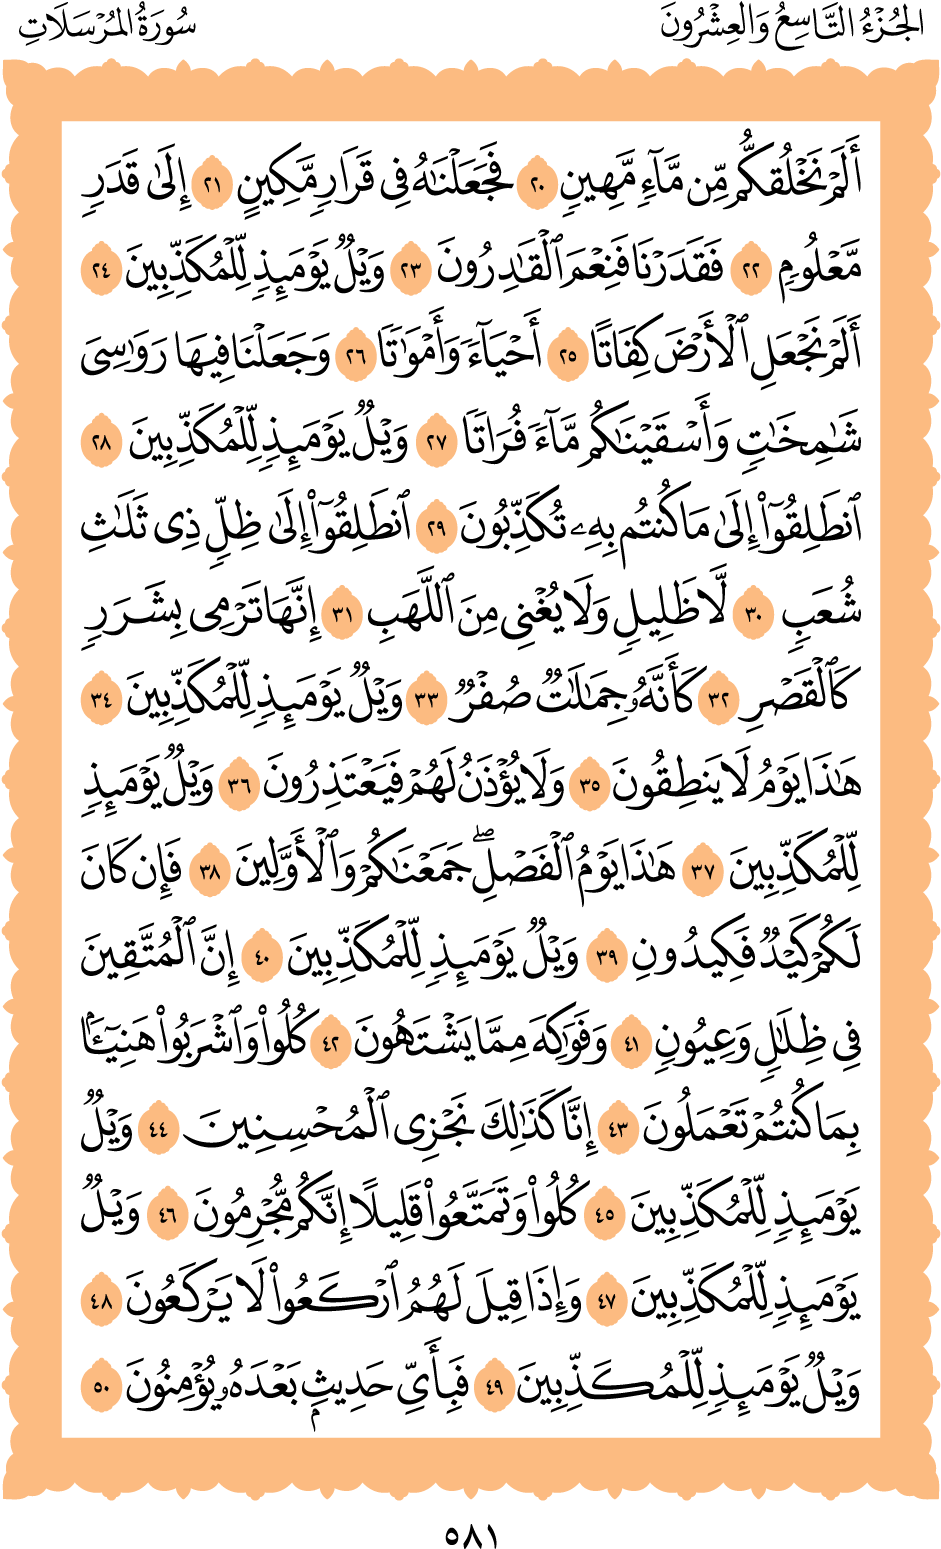 الجُزْءُ التَّاسِعُ وَالعِشْرُونَ
سُورَةُ المُرْسَلَاتِ
أَلَمْ نَخْلُقكُّم مِّن مَّآءٖ مَّهِينٖ ٢٠ فَجَعَلْنَٰهُ فِي قَرَارٖ مَّكِينٍ ٢١ إِلَىٰ قَدَرٖ
مَّعْلُومٖ ٢٢ فَقَدَرْنَا فَنِعْمَ ٱلْقَٰدِرُونَ ٢٣ وَيْلٞ يَوْمَئِذٖ لِّلْمُكَذِّبِينَ ٢٤
أَلَمْ نَجْعَلِ ٱلْأَرْضَ كِفَاتًا ٢٥ أَحْيَآءٗ وَأَمْوَٰتٗا ٢٦ وَجَعَلْنَا فِيهَا رَوَٰسِيَ
شَٰمِخَٰتٖ وَأَسْقَيْنَٰكُم مَّآءٗ فُرَاتٗا ٢٧ وَيْلٞ يَوْمَئِذٖ لِّلْمُكَذِّبِينَ ٢٨
ٱنطَلِقُوٓا۟ إِلَىٰ مَا كُنتُم بِهِۦ تُكَذِّبُونَ ٢٩ ٱنطَلِقُوٓا۟ إِلَىٰ ظِلّٖ ذِي ثَلَٰثِ
شُعَبٖ ٣٠ لَّا ظَلِيلٖ وَلَا يُغْنِي مِنَ ٱللَّهَبِ ٣١ إِنَّهَا تَرْمِي بِشَرَرٖ
كَٱلْقَصْرِ ٣٢ كَأَنَّهُۥ جِمَٰلَتٞ صُفْرٞ ٣٣ وَيْلٞ يَوْمَئِذٖ لِّلْمُكَذِّبِينَ ٣٤
هَٰذَا يَوْمُ لَا يَنطِقُونَ ٣٥ وَلَا يُؤْذَنُ لَهُمْ فَيَعْتَذِرُونَ ٣٦ وَيْلٞ يَوْمَئِذٖ
لِّلْمُكَذِّبِينَ ٣٧ هَٰذَا يَوْمُ ٱلْفَصْلِۖ جَمَعْنَٰكُمْ وَٱلْأَوَّلِينَ ٣٨ فَإِن كَانَ
لَكُمْ كَيْدٞ فَكِيدُونِ ٣٩ وَيْلٞ يَوْمَئِذٖ لِّلْمُكَذِّبِينَ ٤٠ إِنَّ ٱلْمُتَّقِينَ
فِي ظِلَٰلٖ وَعُيُونٖ ٤١ وَفَوَٰكِهَ مِمَّا يَشْتَهُونَ ٤٢ كُلُوا۟ وَٱشْرَبُوا۟ هَنِيٓـَٔۢا
بِمَا كُنتُمْ تَعْمَلُونَ ٤٣ إِنَّا كَذَٰلِكَ نَجْزِي ٱلْمُحْسِنِينَ ٤٤ وَيْلٞ
يَوْمَئِذٖ لِّلْمُكَذِّبِينَ ٤٥ كُلُوا۟ وَتَمَتَّعُوا۟ قَلِيلًا إِنَّكُم مُّجْرِمُونَ ٤٦ وَيْلٞ
يَوْمَئِذٖ لِّلْمُكَذِّبِينَ ٤٧ وَإِذَا قِيلَ لَهُمُ ٱرْكَعُوا۟ لَا يَرْكَعُونَ ٤٨
وَيْلٞ يَوْمَئِذٖ لِّلْمُكَذِّبِينَ ٤٩ فَبِأَيِّ حَدِيثِۭ بَعْدَهُۥ يُؤْمِنُونَ ٥٠
٥٨١